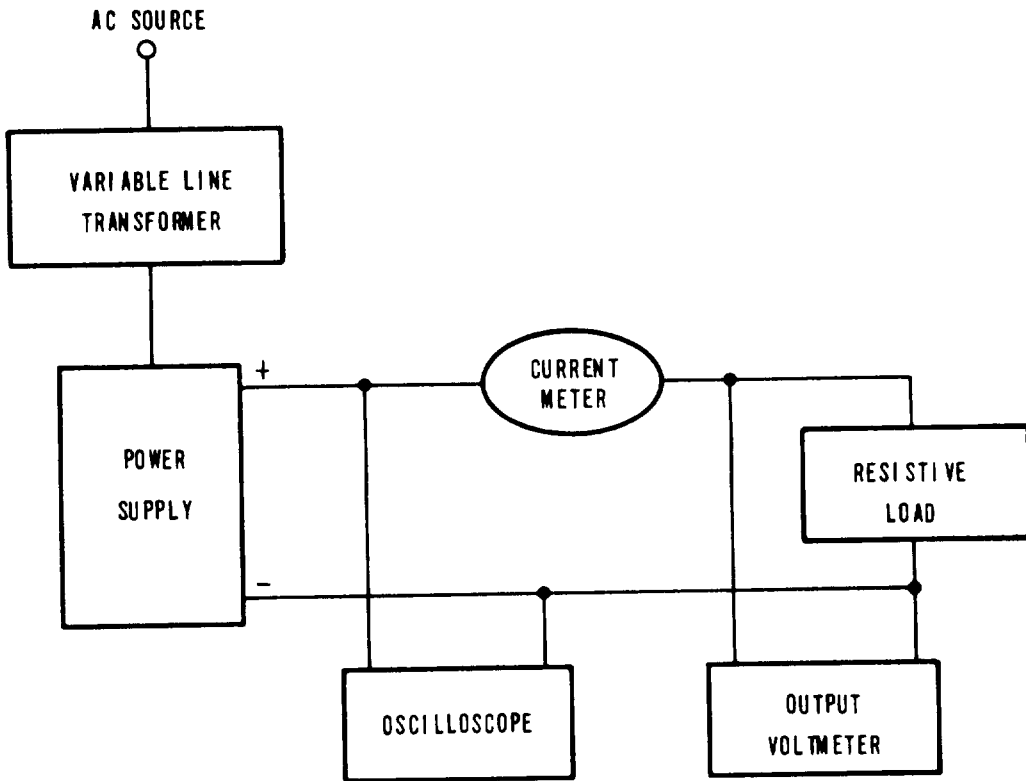 AC SOURCE
VARIABLE LINE
TRANSFORMER
+
CURRENT
METER
POWER
SUPPLY
RESISTIVE
LOAD
-
OSCILLOSCOPE
OUTPUT
VOLTMETER